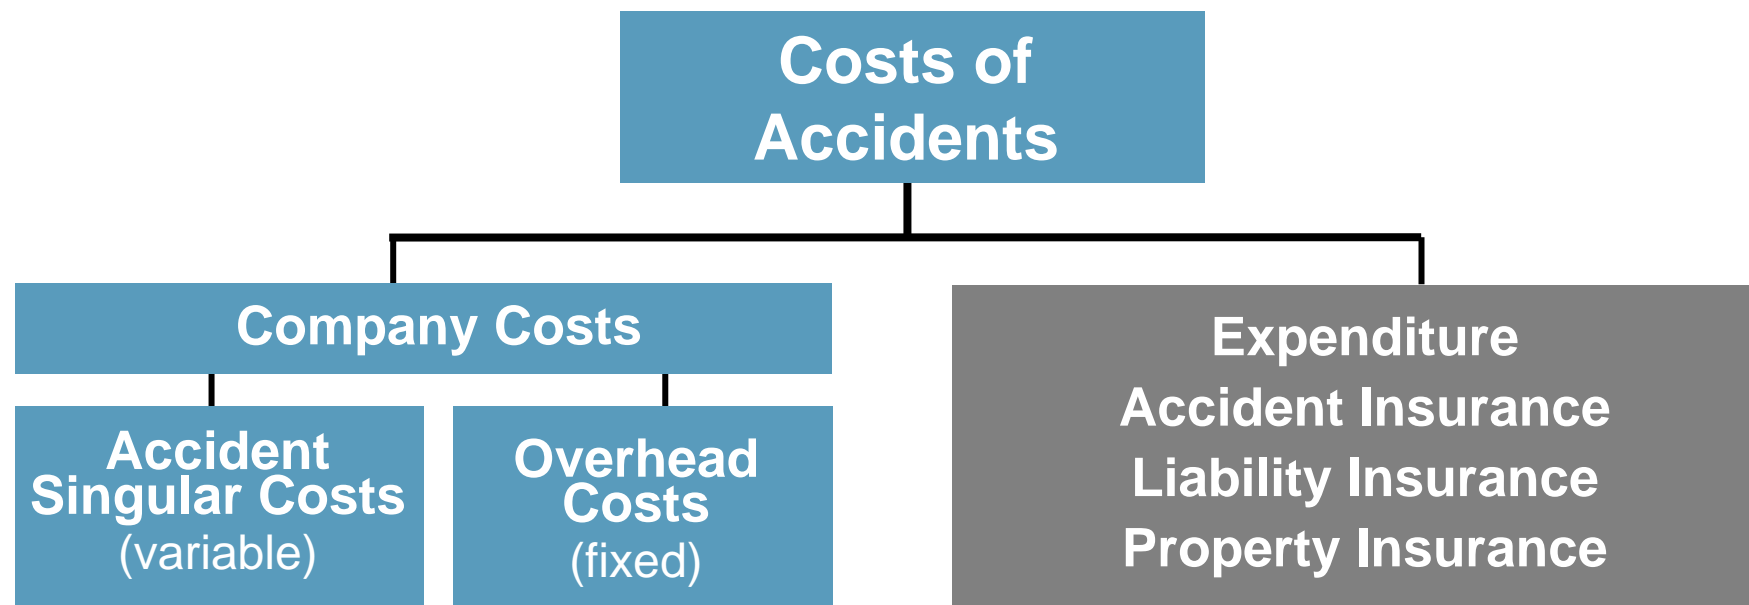 Costs of
Accidents
Company Costs
Accident
Singular Costs
(variable)
Overhead
Costs
(fixed)
Expenditure
Accident Insurance
Liability Insurance
Property Insurance